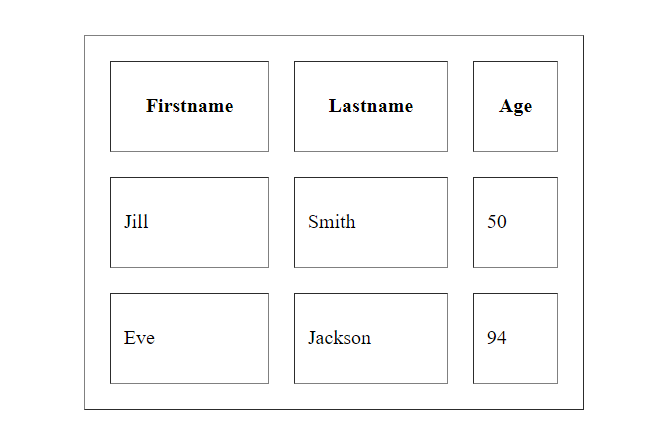 Firstname Lastname Age
Jill Smith 50
Eve Jackson 94